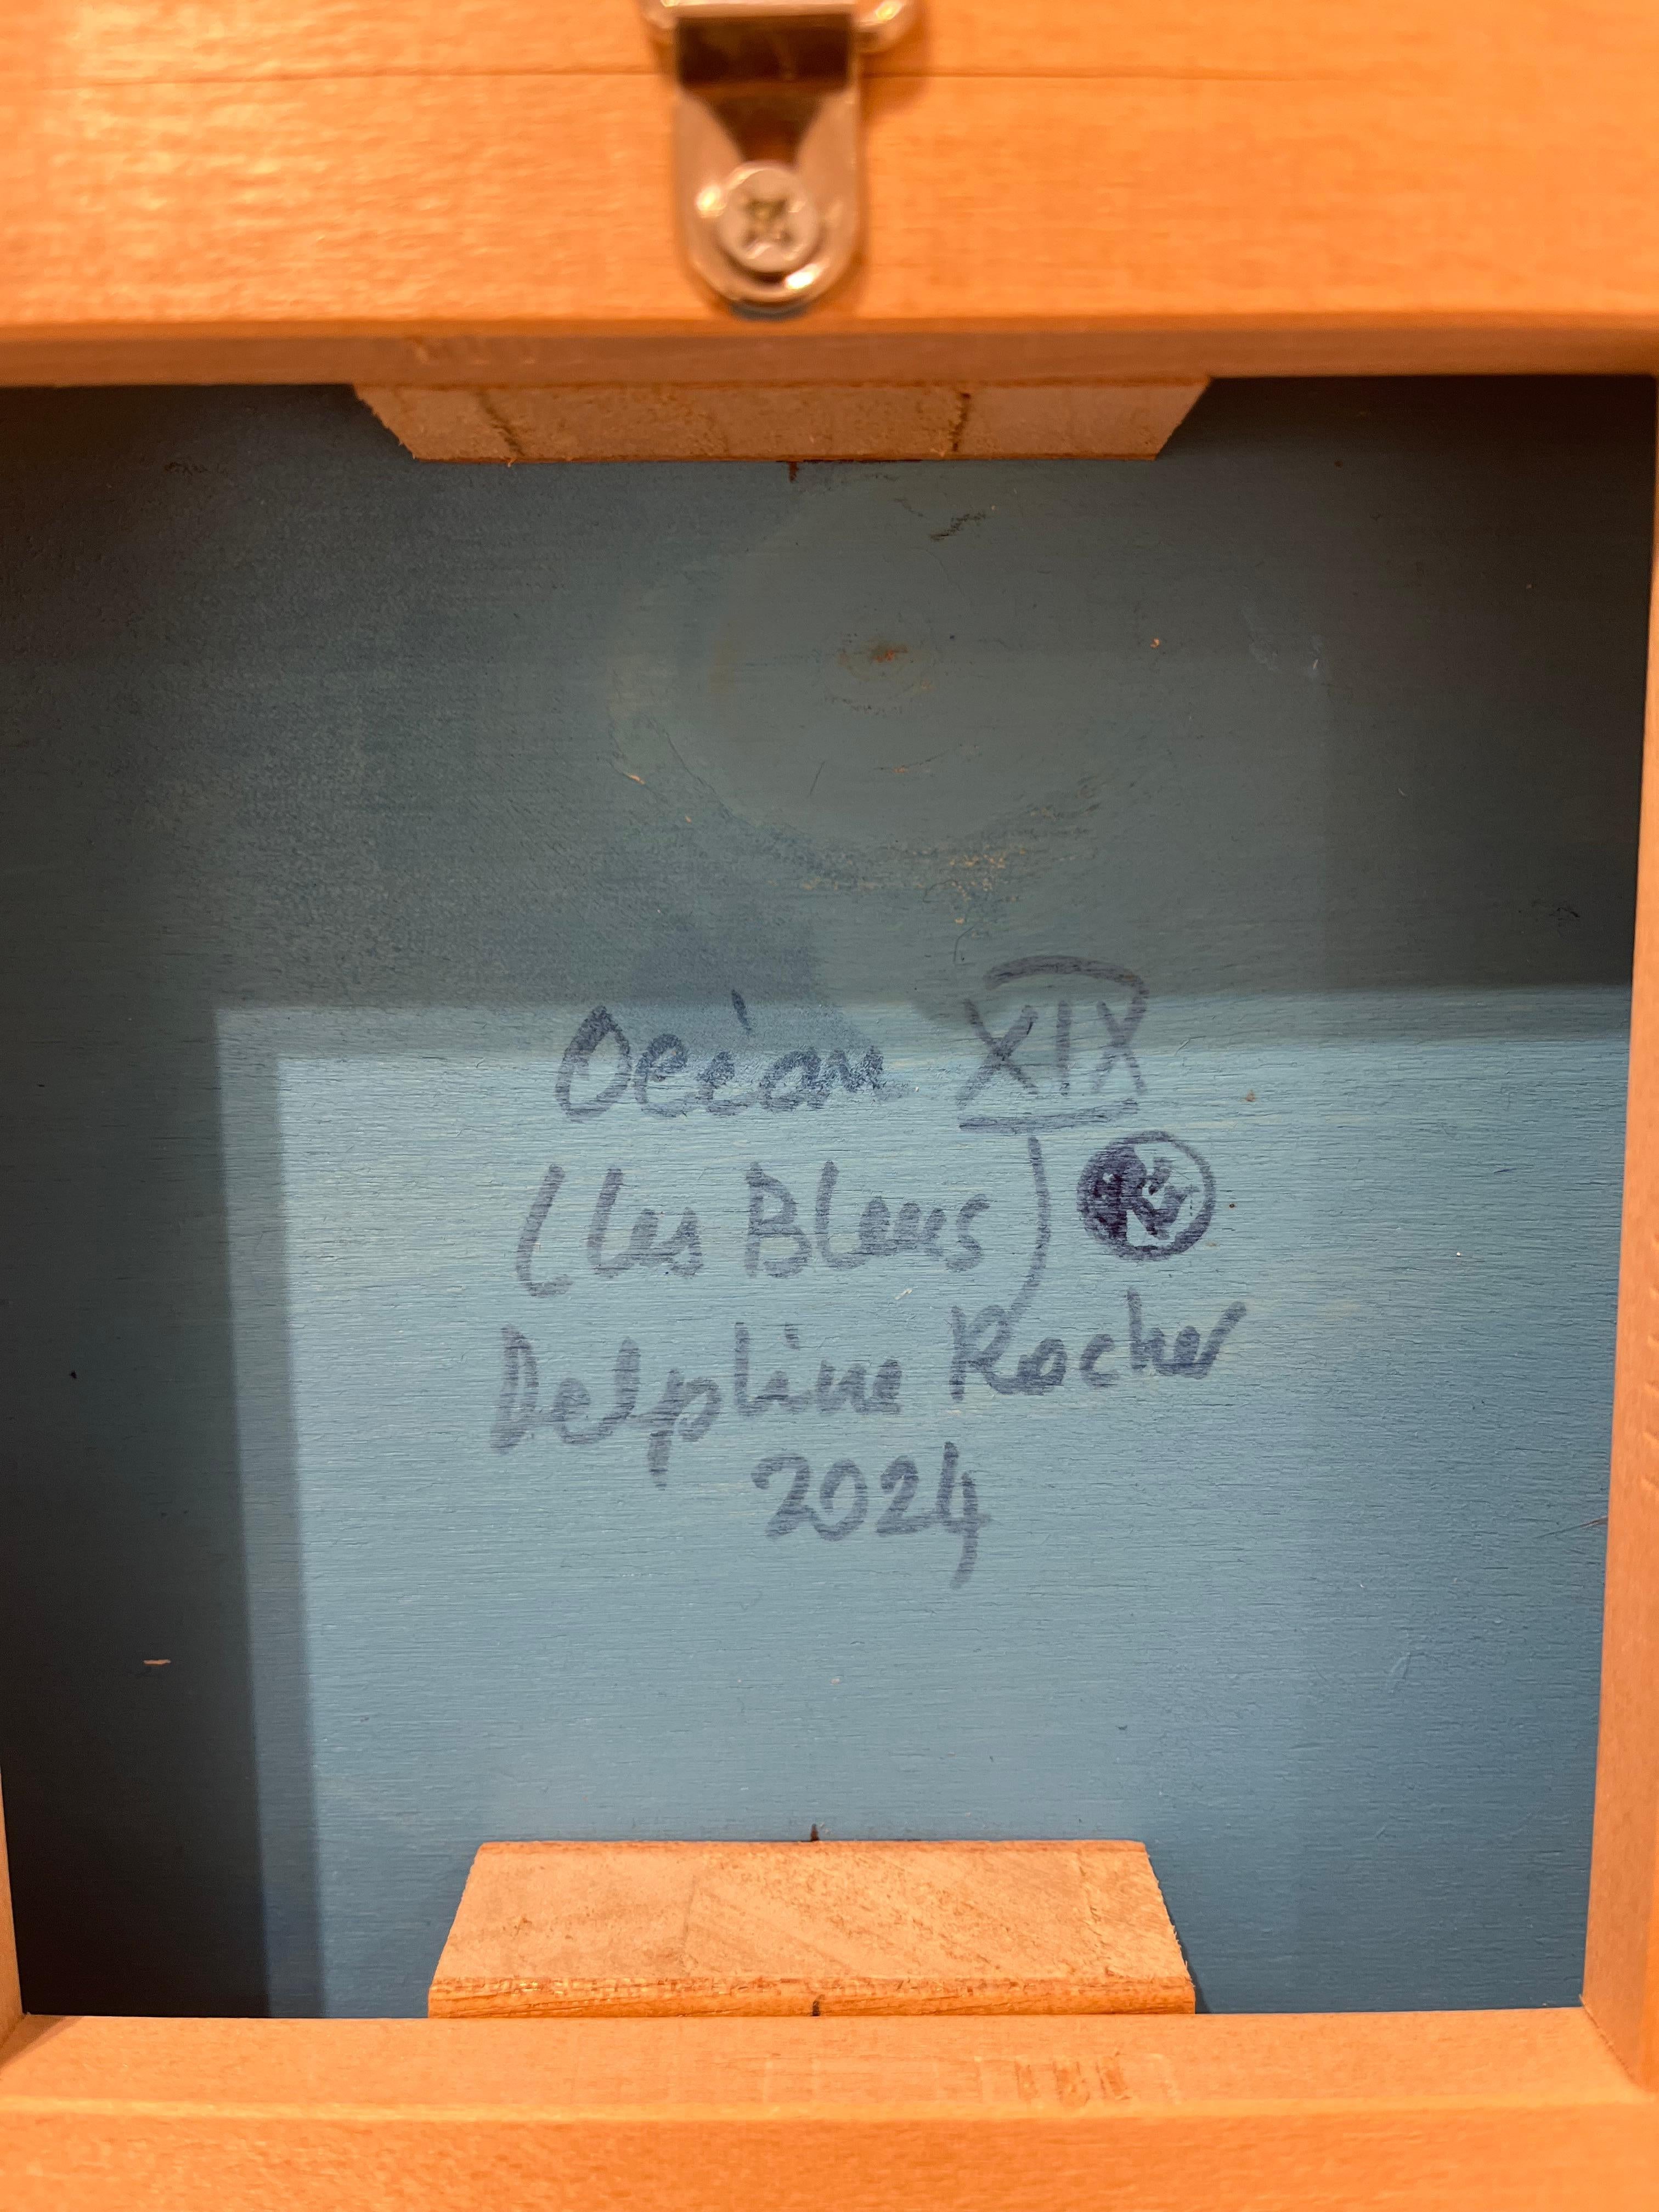 Océan XIX
(Les Bleus)
Delphine Rocher
2024